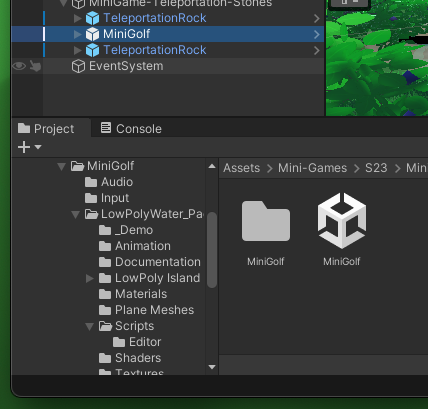 MiniGame-Teleportation-Stones
TeleportationRock
MiniGolf
TeleportationRock
EventSystem
Project
Console
MiniGolf
Audio
Input
LowPolyWater_Pa
_Demo
Animation
Documentation
LowPoly Island
Materials
Plane Meshes
Scripts
Editor
Shaders
Textures
Assets > Mini-Games > S23 > Min
MiniGolf
MiniGolf